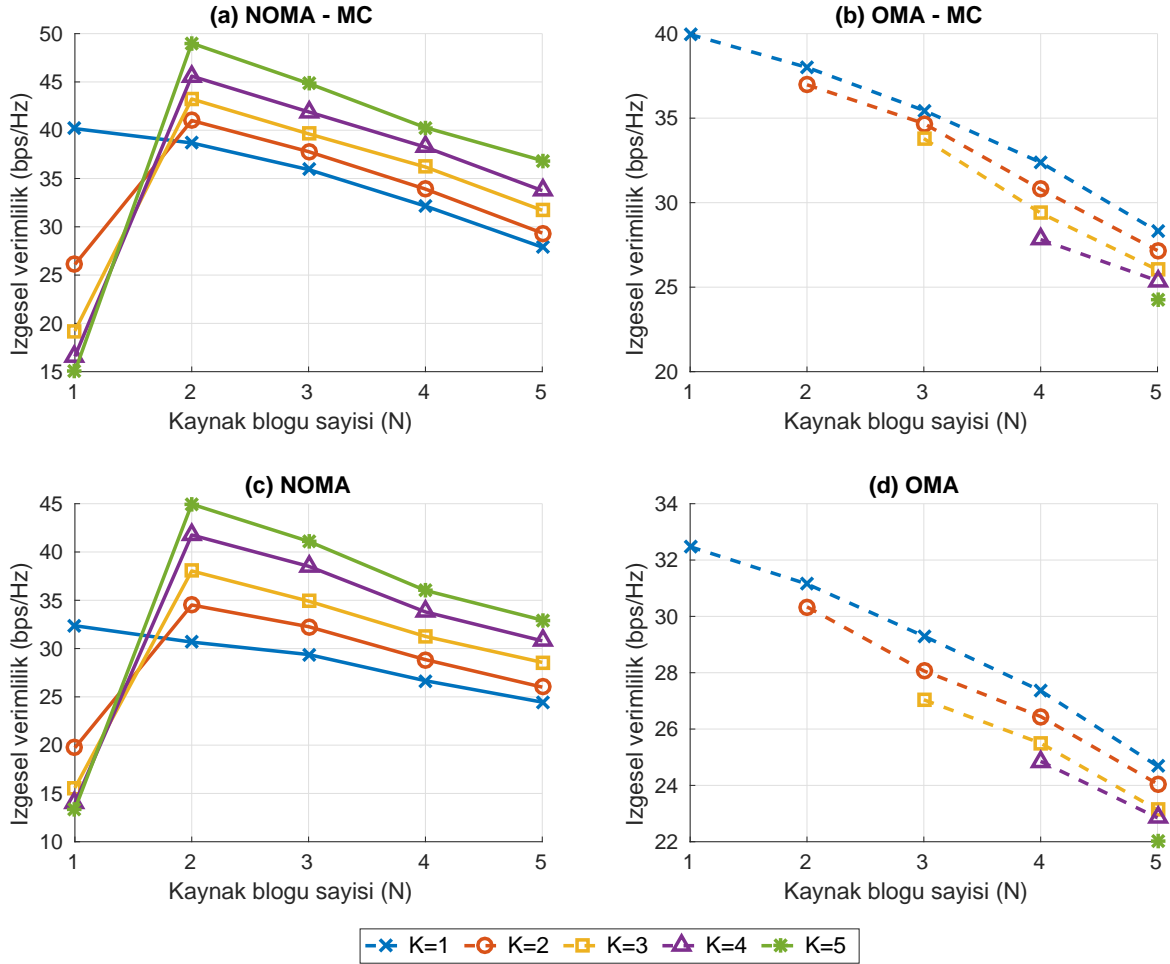 (a) NOMA - MC
50
45
40
35
30
25
20
15
1 2 3 4 5
Izgesel verimlilik (bps/Hz)
Kaynak blogu sayisi (N)
(b) OMA - MC
40
35
30
25
20
1 2 3 4 5
Izgesel verimlilik (bps/Hz)
Kaynak blogu sayisi (N)
(c) NOMA
45
40
35
30
25
20
15
10
1 2 3 4 5
Izgesel verimlilik (bps/Hz)
Kaynak blogu sayisi (N)
(d) OMA
34
32
30
28
26
24
22
1 2 3 4 5
Izgesel verimlilik (bps/Hz)
Kaynak blogu sayisi (N)
K=1 K=2 K=3 K=4 K=5